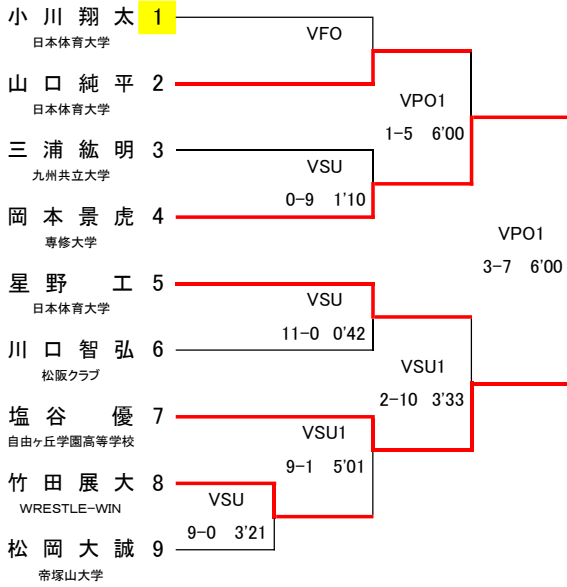 小 川 翔 太 1
日本体育大学
VFO
山 口 純 平 2
日本体育大学
VPO1
1-5 6'00
三 浦 紘 明 3
九州共立大学
VSU
0-9 1'10
岡 本 景 虎 4
専修大学
VPO1
3-7 6'00
星 野 工 5
日本体育大学
VSU
11-0 0'42
川 口 智 弘 6
松阪クラブ
VSU1
2-10 3'33
塩 谷 優 7
自由ヶ丘学園高等学校
VSU1
9-1 5'01
竹 田 展 大 8
WRESTLE-WIN
VSU
9-0 3'21
松 岡 大 誠 9
帝塚山大学